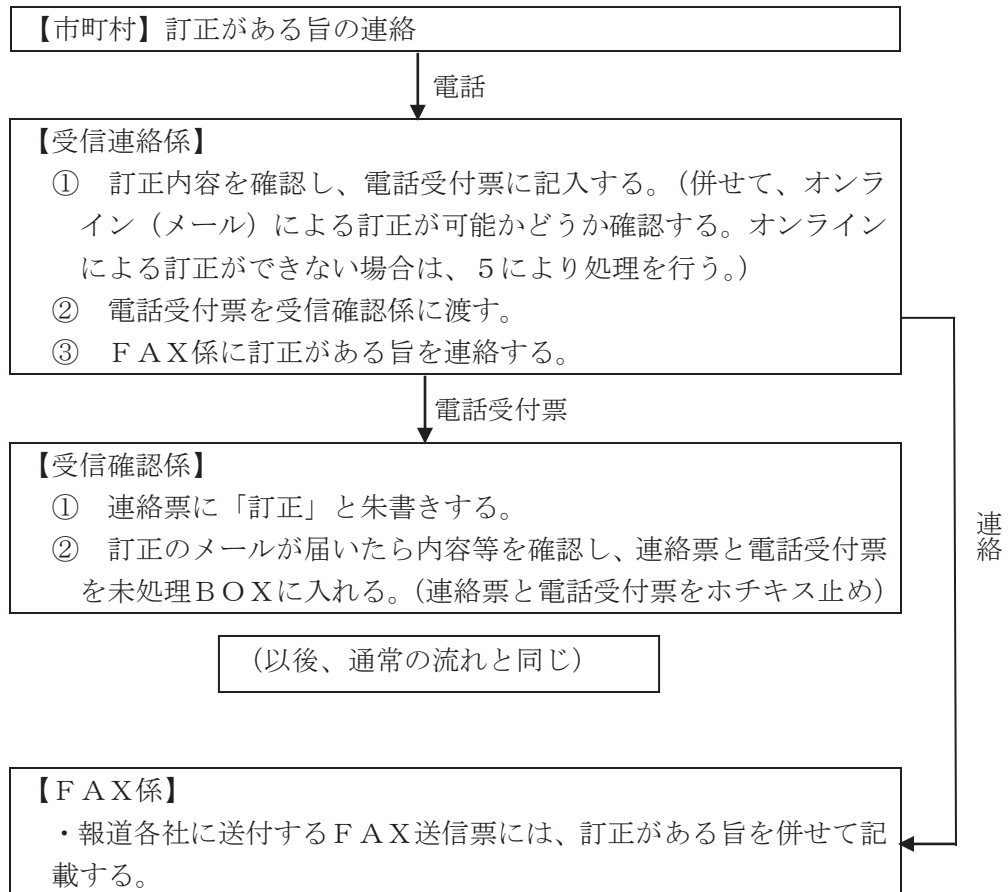 【市町村】訂正がある旨の連絡
電話
【受信連絡係】
① 訂正内容を確認し、電話受付票に記入する。(併せて、オンラ
イン（メール）による訂正が可能かどうか確認する。オンライン
による訂正ができない場合は、５により処理を行う。)
② 電話受付票を受信確認係に渡す。
③ ＦＡＸ係に訂正がある旨を連絡する。
電話受付票
【受信確認係】
① 連絡票に「訂正」と朱書きする。
② 訂正のメールが届いたら内容等を確認し、連絡票と電話受付票
を未処理ＢＯＸに入れる。(連絡票と電話受付票をホチキス止め)
連絡
（以後、通常の流れと同じ）
【ＦＡＸ係】
・報道各社に送付するＦＡＸ送信票には、訂正がある旨を併せて記
載する。